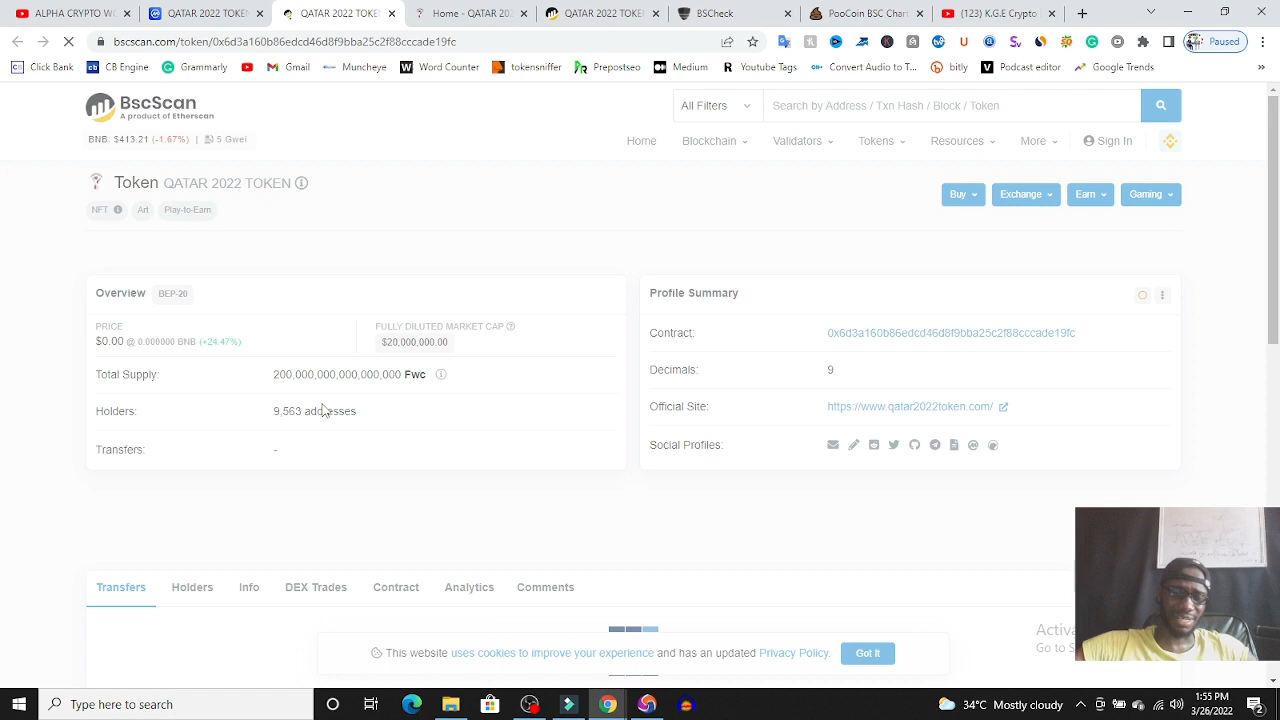 ALPHA CRYPTO W
2022 TOKEN
QATAR 2022 TOKE
Home - QATAR 202
QATAR 2022 TOKE
BSCheck
PooCoin BSC Chart
(123) K.G.E Crypto
bscscan.com/token/0x6d3a160b86edcd46d8f9bba25c2f88cccade19fc
Paused
Click Bank
CB Engine
Grammarly
Gmail
Muncheye
Word Counter
tokensniffer
Prepostseo
Medium
Youtube Tags
Convert Auto to T...
bitly
Podcast editor
Google Trends
BscScan
A product of Etherscan
All Filters
Search by Address / Txn Hash / Block / Token
BNB: $413.21 (-1.67%) | 5 Gwei
Home
Blockchain
Validators
Tokens
Resources
More
Sign In
Token QATAR 2022 TOKEN
Buy
Exchange
Earn
Gaming
NFT
Art
Play-to-Earn
Overview BEP-20
PRICE
$0.00 @ 0.000000 BNB (+24.47%)
FULLY DILUTED MARKET CAP
$20,000,000.00
Total Supply: 200,000,000,000,000,000 Fwc
Holders: 9,563 addresses
Transfers: -
Profile Summary
Contract: 0x6d3a160b86edcd46d8f9bba25c2f88cccade19fc
Decimals: 9
Official Site: https://www.qatar2022token.com/
Social Profiles:
Transfers
Holders
Info
DEX Trades
Contract
Analytics
Comments
This website uses cookies to improve your experience and has an updated Privacy Policy.
Got It
Activa
Go to S
Type here to search
34°C Mostly cloudy
1:55 PM
3/26/2022